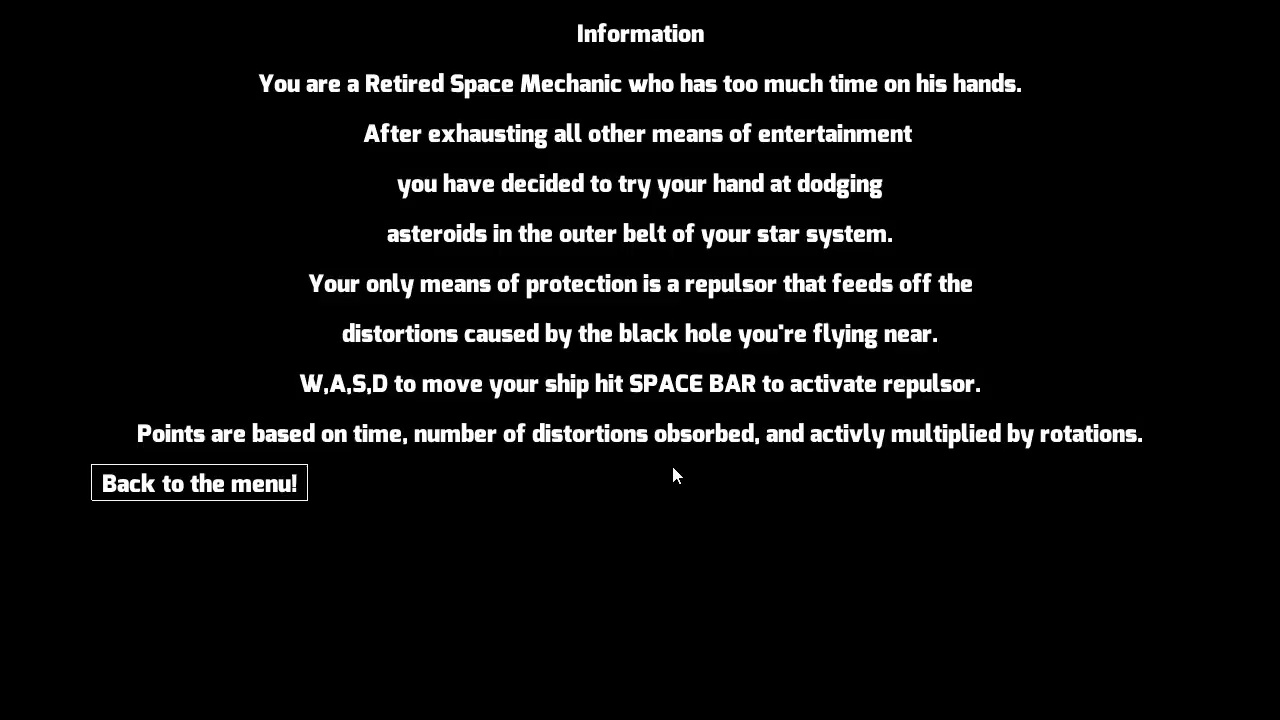 Information
You are a Retired Space Mechanic who has too much time on his hands.
After exhausting all other means of entertainment
you have decided to try your hand at dodging
asteroids in the outer belt of your star system.
Your only means of protection is a repulsor that feeds off the
distortions caused by the black hole you're flying near.
W,A,S,D to move your ship hit SPACE BAR to activate repulsor.
Points are based on time, number of distortions obsorbed, and activly multiplied by rotations.
Back to the menu!